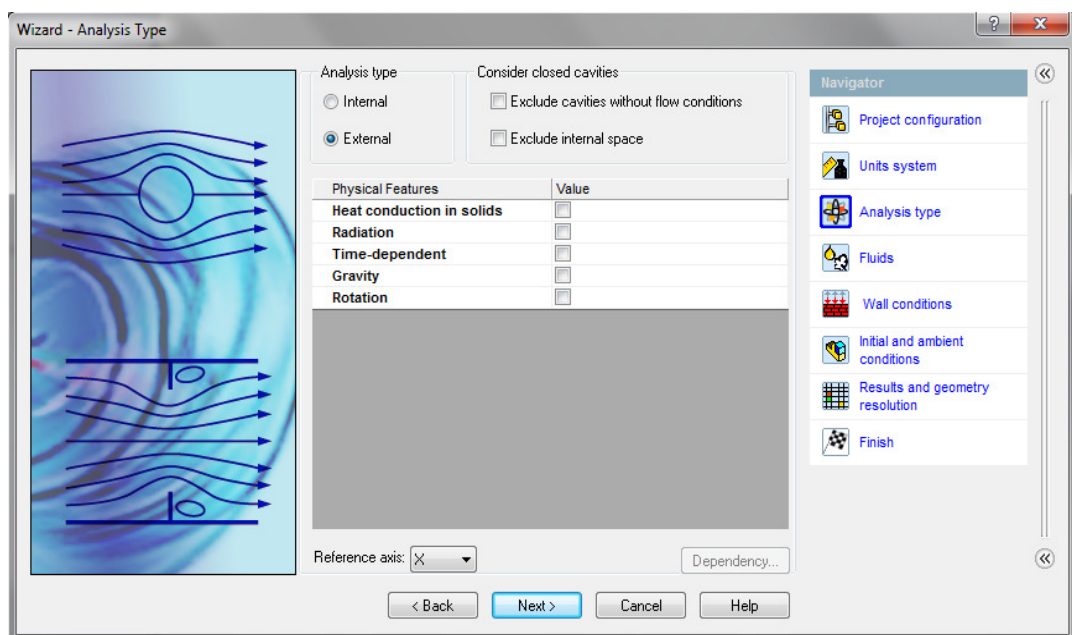 Wizard - Analysis Type
Analysis type
Internal
External
Consider closed cavities
Exclude cavities without flow conditions
Exclude internal space
Physical Features Value
Heat conduction in solids
Radiation
Time-dependent
Gravity
Rotation
Reference axis: X
Dependency...
< Back Next > Cancel Help
Navigator
Project configuration
Units system
Analysis type
Fluids
Wall conditions
Initial and ambient
conditions
Results and geometry
resolution
Finish